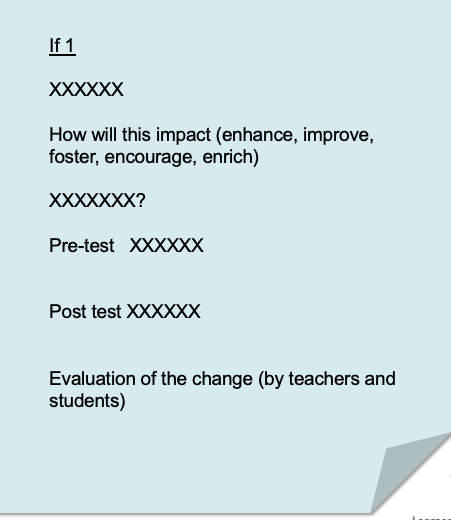 If 1
XXXXXX
How will this impact (enhance, improve,
foster, encourage, enrich)
XXXXXXX?
Pre-test XXXXXX
Post test XXXXXX
Evaluation of the change (by teachers and
students)